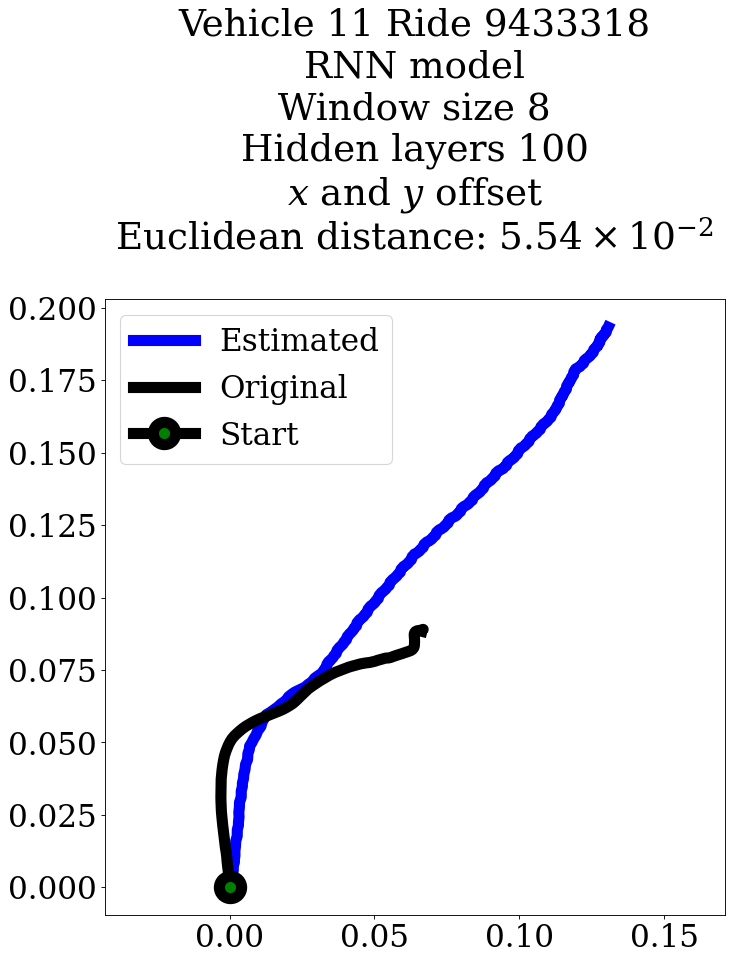 Vehicle 11 Ride 9433318
RNN model
Window size 8
Hidden layers 100
x and y offset
Euclidean distance: 5.54 × 10⁻²
0.200
0.175
0.150
0.125
0.100
0.075
0.050
0.025
0.000
Estimated
Original
Start
0.00 0.05 0.10 0.15